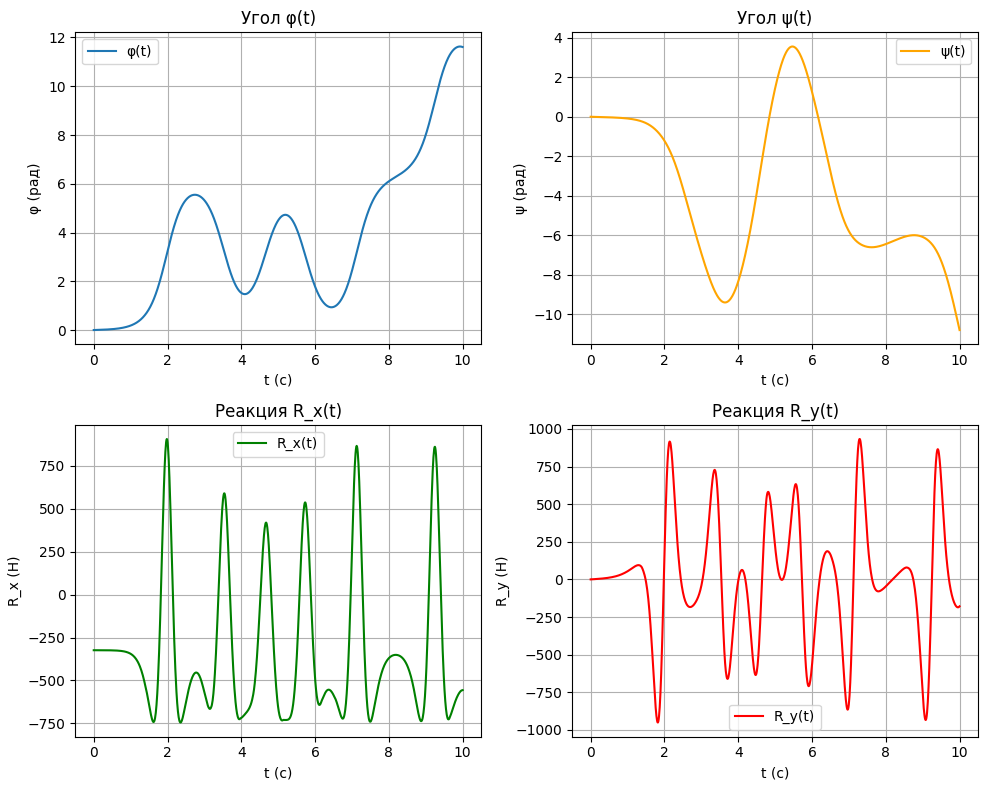 Угол φ(t)
φ (рад)
12
10
8
6
4
2
0
φ(t)
0 2 4 6 8 10
t (с)
Угол ψ(t)
ψ (рад)
4
2
0
−2
−4
−6
−8
−10
ψ(t)
0 2 4 6 8 10
t (с)
Реакция R_x(t)
R_x (Н)
750
500
250
0
−250
−500
−750
R_x(t)
0 2 4 6 8 10
t (с)
Реакция R_y(t)
R_y (Н)
1000
750
500
250
0
−250
−500
−750
−1000
R_y(t)
0 2 4 6 8 10
t (с)